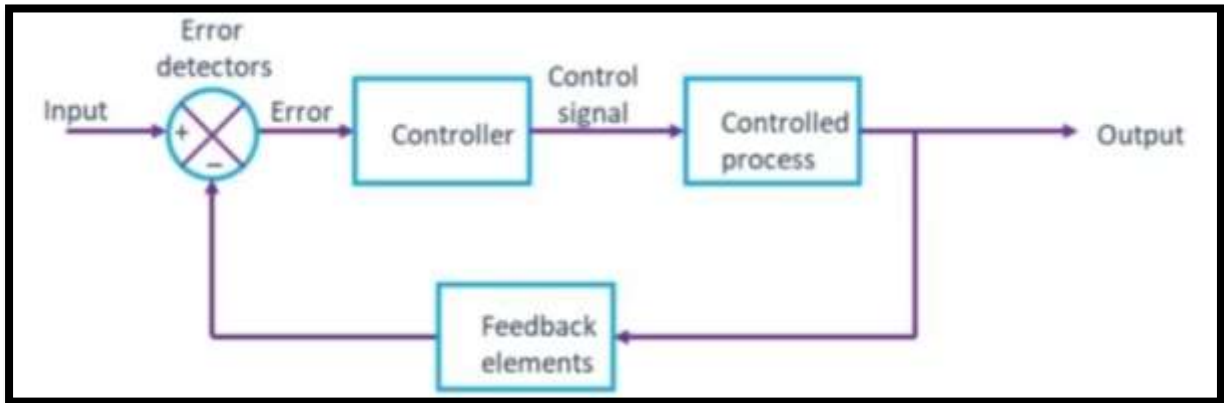 Error
detectors
Input
+
−
Error
Controller
Control
signal
Controlled
process
Output
Feedback
elements